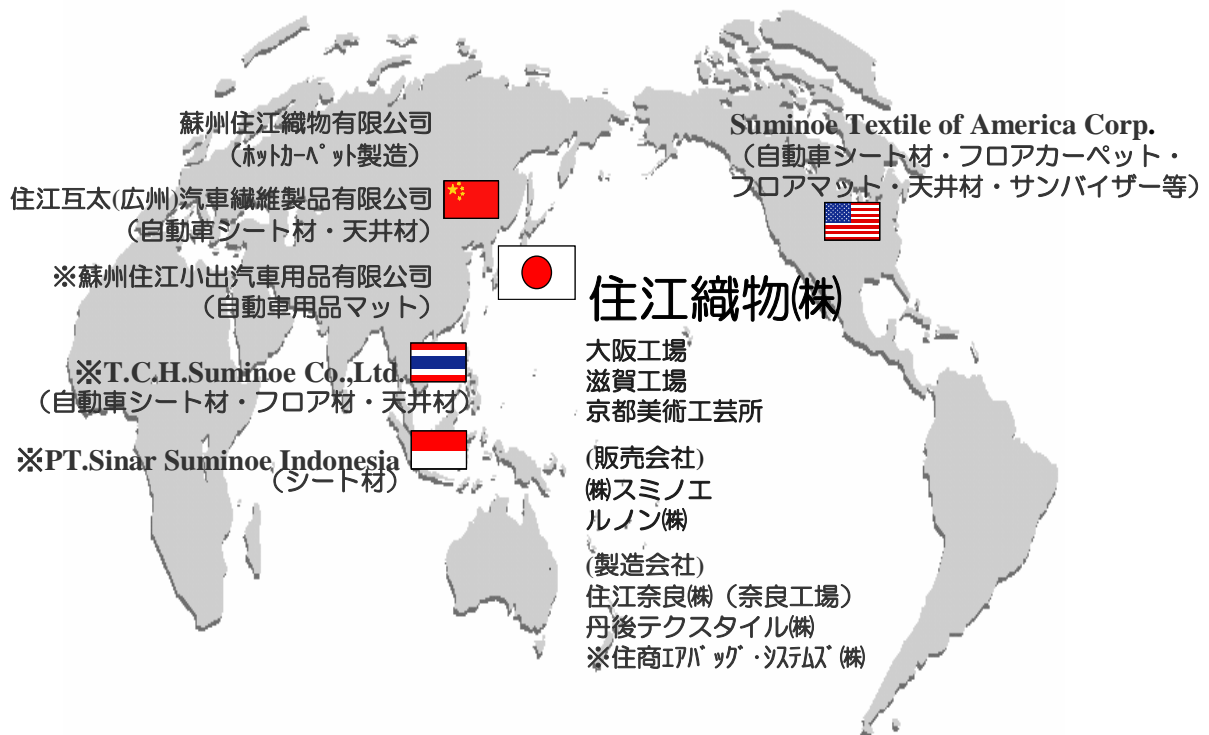 蘇州住江織物有限公司
（ﾎｯﾄｶｰﾍﾟｯﾄ製造）
住江互太(広州)汽車繊維製品有限公司
（自動車シート材・天井材）
※蘇州住江小出汽車用品有限公司
（自動車用品マット）
※T.C.H.Suminoe Co.,Ltd.
（自動車シート材・フロア材・天井材）
※PT.Sinar Suminoe Indonesia
（シート材）
Suminoe Textile of America Corp.
（自動車シート材・フロアカーペット・
フロアマット・天井材・サンバイザー等）
住江織物㈱
大阪工場
滋賀工場
京都美術工芸所
(販売会社)
㈱スミノエ
ルノン㈱
(製造会社)
住江奈良㈱（奈良工場）
丹後テクスタイル㈱
※住商ｴｱﾊﾞｯｸﾞ･ｼｽﾃﾑｽﾞ㈱